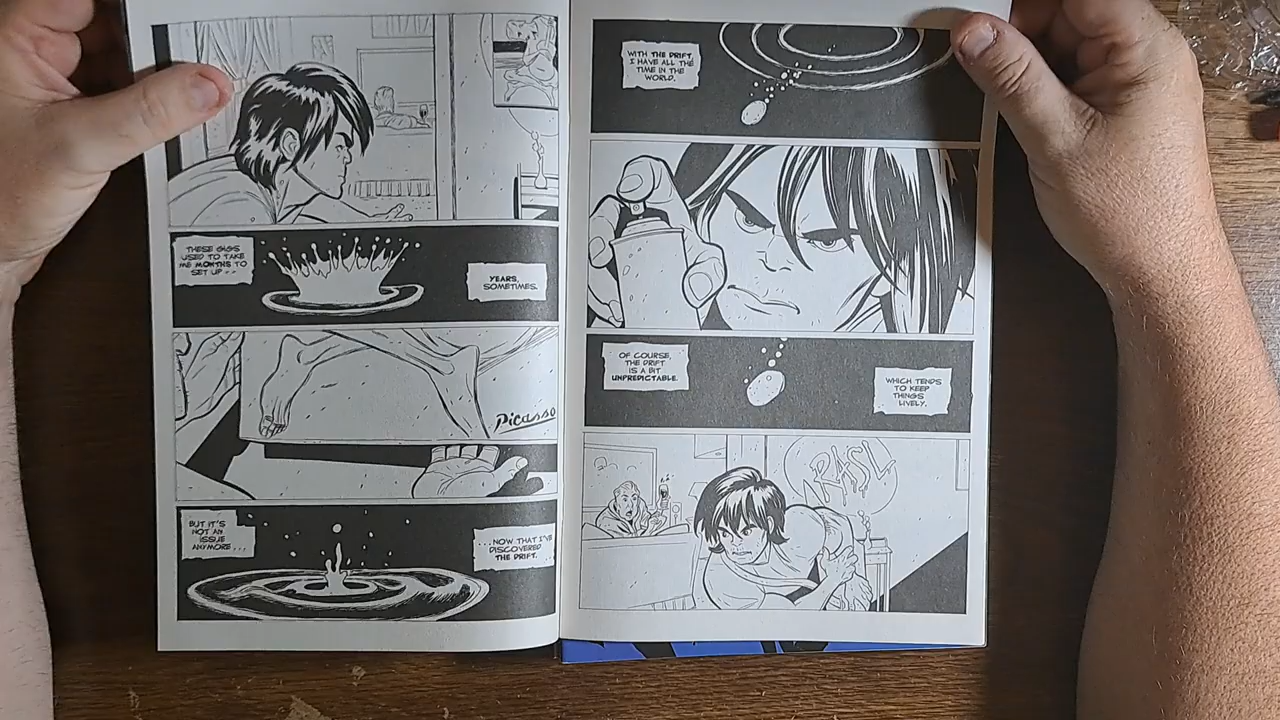 THESE GIGS
USED TO TAKE
ME MONTHS TO
SET UP --
YEARS,
SOMETIMES.
Picasso
BUT IT'S
NOT AN
ISSUE
ANYMORE...
...NOW THAT I'VE
DISCOVERED
THE DRIFT.
WITH THE DRIFT
I HAVE ALL THE
TIME IN THE
WORLD.
OF COURSE,
THE DRIFT
IS A BIT
UNPREDICTABLE.
WHICH TENDS
TO KEEP
THINGS
LIVELY.
RASL